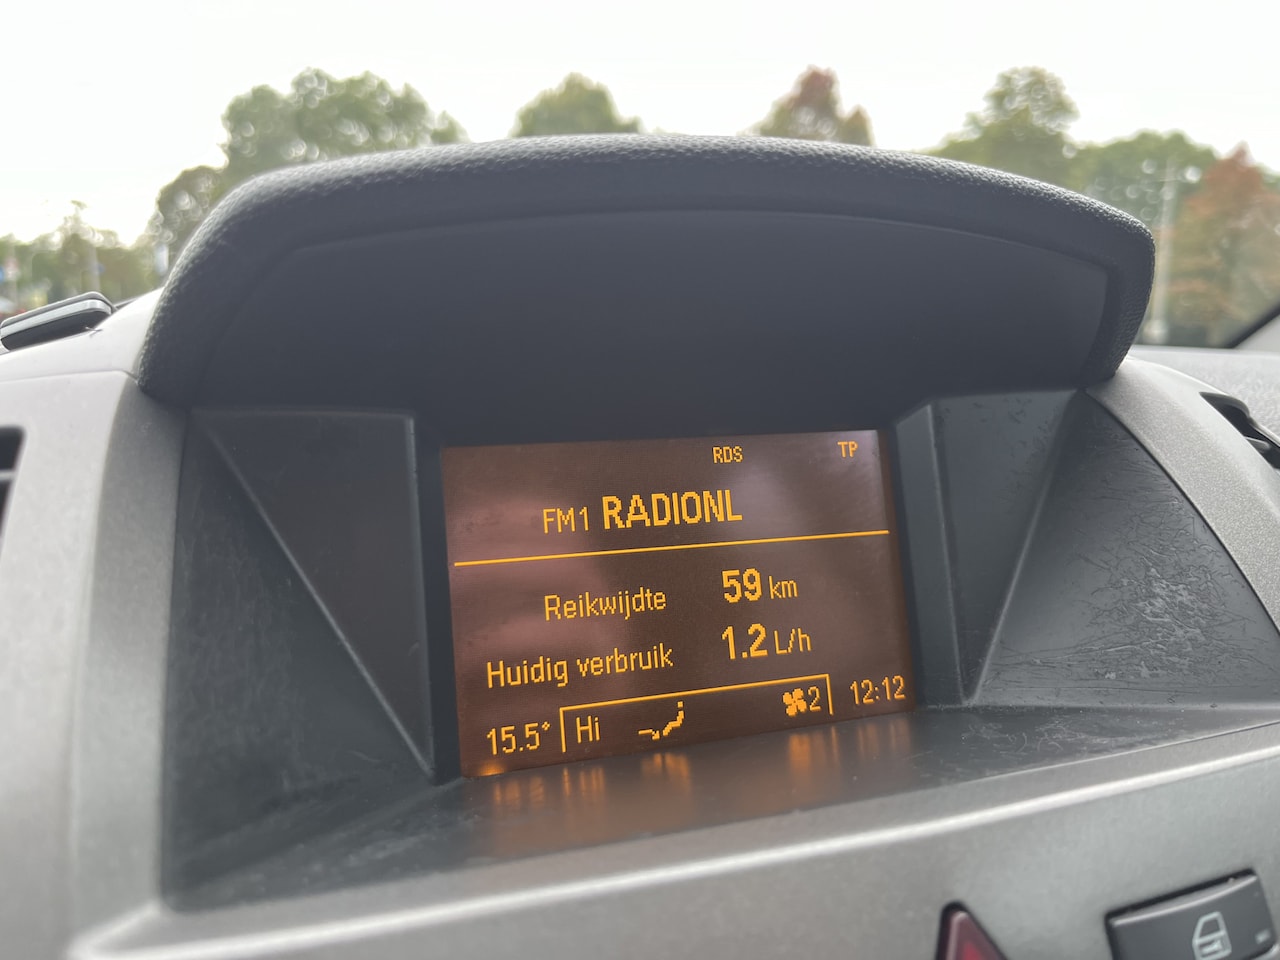 RDS TP
FM1 RADIONL
Reikwijdte 59 km
Huidig verbruik 1.2 L/h
15.5° Hi 2 12:12